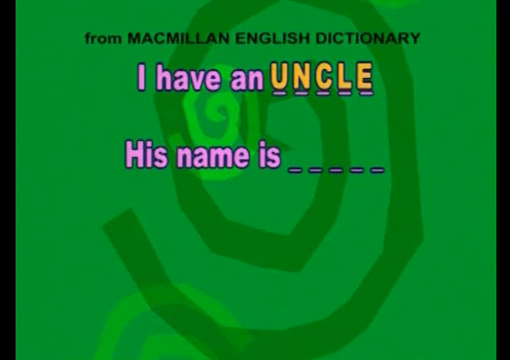 from MACMILLAN ENGLISH DICTIONARY
I have an UNCLE
His name is _ _ _ _ _